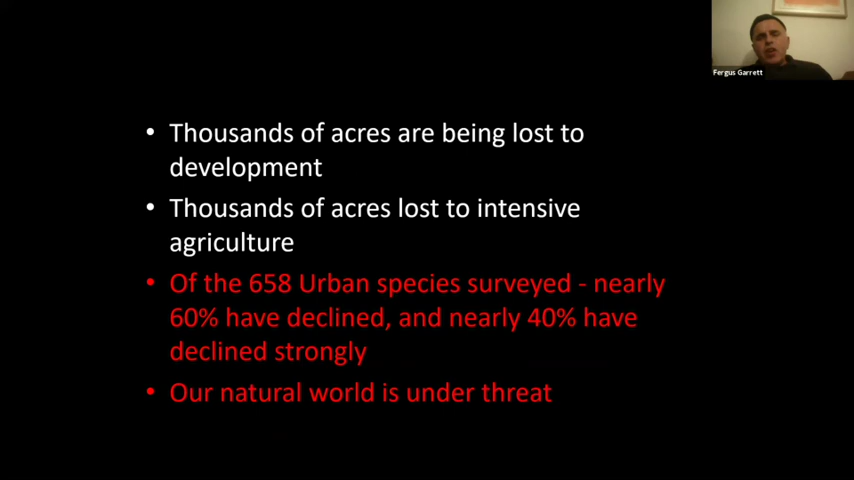 Fergus Garrett
• Thousands of acres are being lost to
development
• Thousands of acres lost to intensive
agriculture
• Of the 658 Urban species surveyed - nearly
60% have declined, and nearly 40% have
declined strongly
• Our natural world is under threat